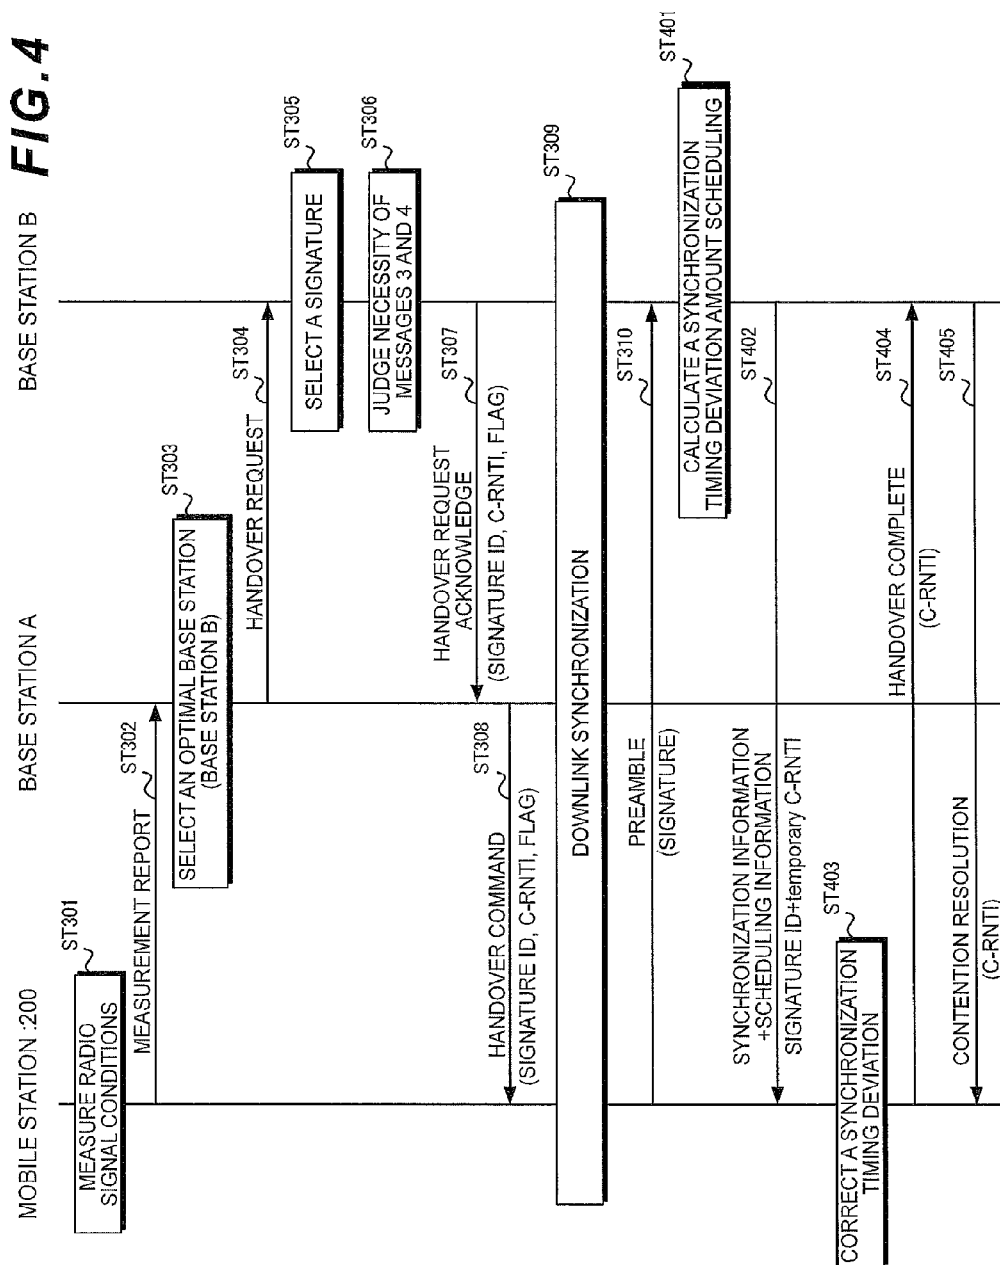 FIG.4
MOBILE STATION :200
BASE STATION A
BASE STATION B
ST301
MEASURE RADIO
SIGNAL CONDITIONS
ST302
MEASUREMENT REPORT
ST303
SELECT AN OPTIMAL BASE STATION
(BASE STATION B)
ST304
HANDOVER REQUEST
ST305
SELECT A SIGNATURE
ST306
JUDGE NECESSITY OF
MESSAGES 3 AND 4
ST307
HANDOVER REQUEST
ACKNOWLEDGE
(SIGNATURE ID, C-RNTI, FLAG)
ST308
HANDOVER COMMAND
(SIGNATURE ID, C-RNTI, FLAG)
ST309
DOWNLINK SYNCHRONIZATION
ST310
PREAMBLE
(SIGNATURE)
ST401
CALCULATE A SYNCHRONIZATION
TIMING DEVIATION AMOUNT SCHEDULING
ST402
SYNCHRONIZATION INFORMATION
+SCHEDULING INFORMATION
SIGNATURE ID+temporary C-RNTI
ST403
CORRECT A SYNCHRONIZATION
TIMING DEVIATION
ST404
HANDOVER COMPLETE
(C-RNTI)
ST405
CONTENTION RESOLUTION
(C-RNTI)